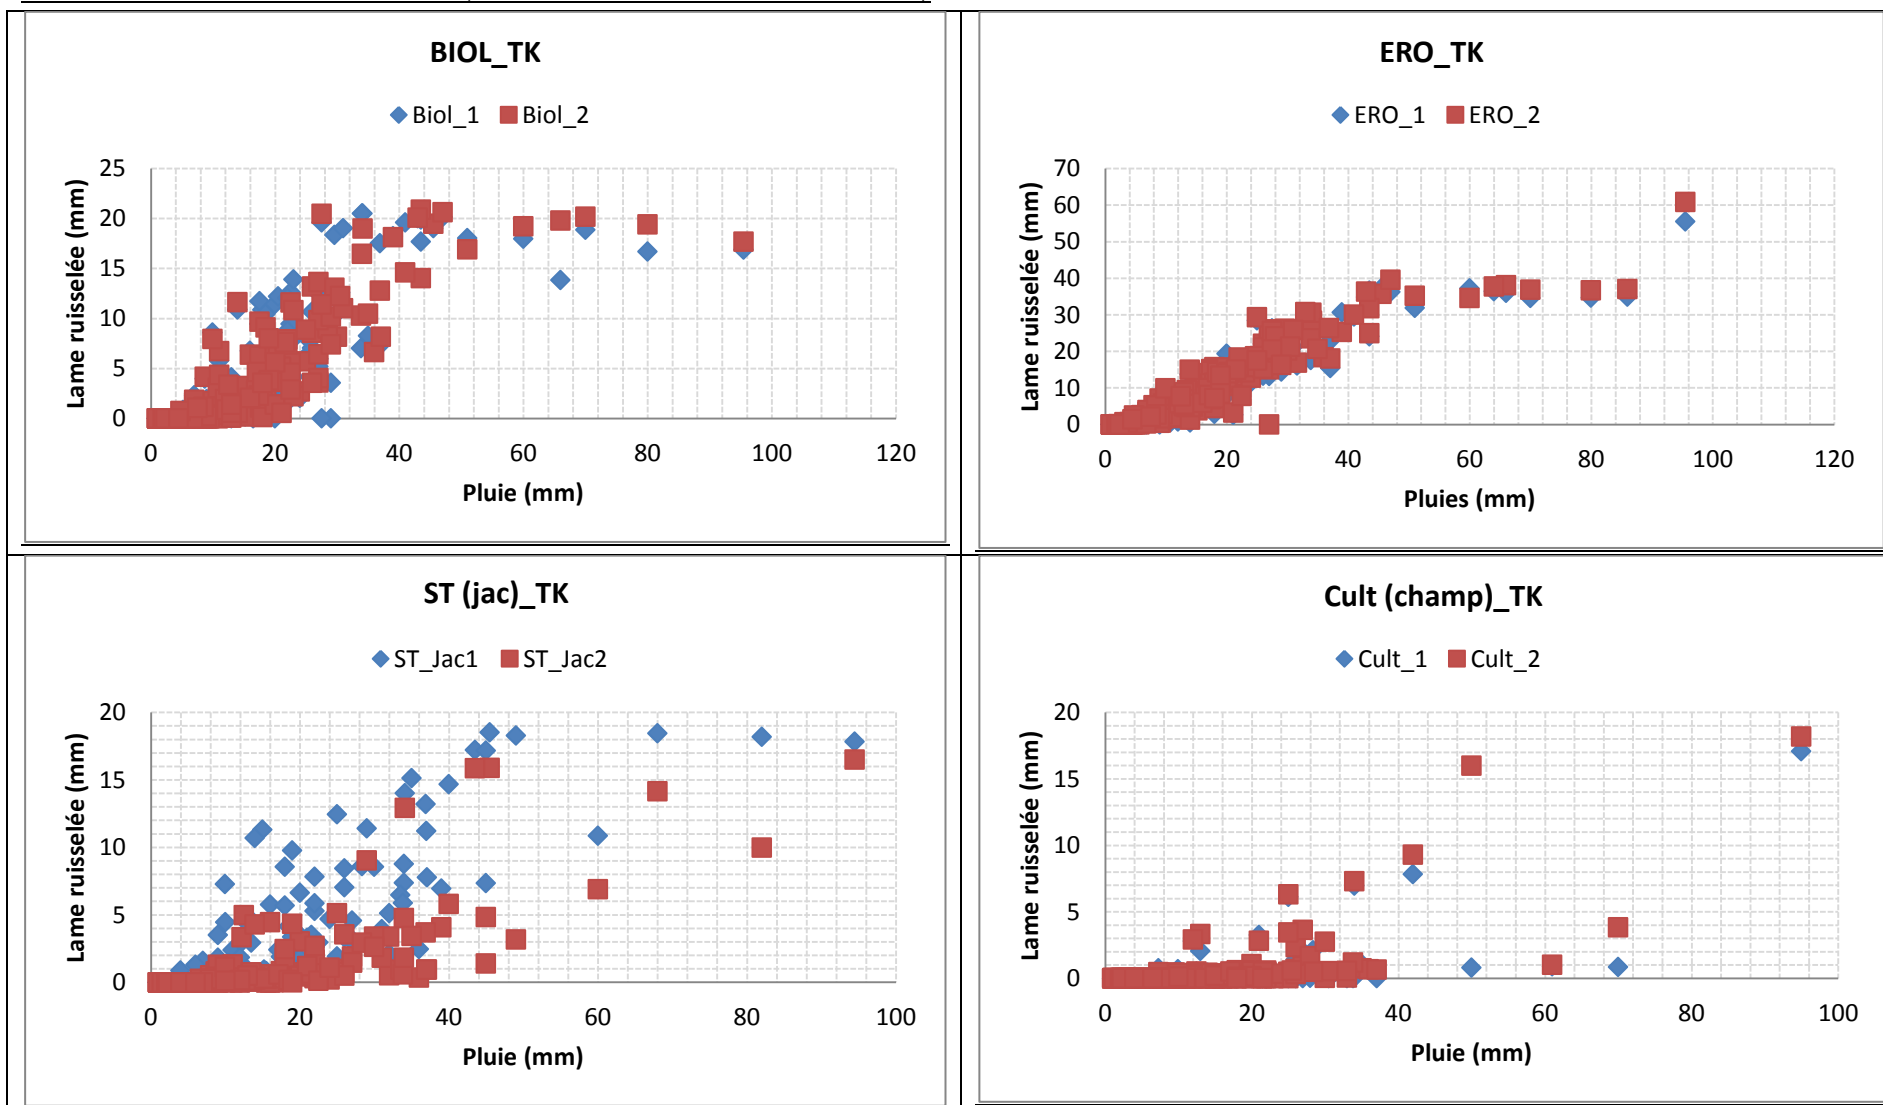 BIOL_TK
Biol_1 Biol_2
Lame ruisselée (mm)
25
20
15
10
5
0
0 20 40 60 80 100 120
Pluie (mm)
ERO_TK
ERO_1 ERO_2
Lame ruisselée (mm)
70
60
50
40
30
20
10
0
0 20 40 60 80 100 120
Pluies (mm)
ST (jac)_TK
ST_Jac1 ST_Jac2
Lame ruisselée (mm)
20
15
10
5
0
0 20 40 60 80 100
Pluie (mm)
Cult (champ)_TK
Cult_1 Cult_2
Lame ruisselée (mm)
20
15
10
5
0
0 20 40 60 80 100
Pluie (mm)